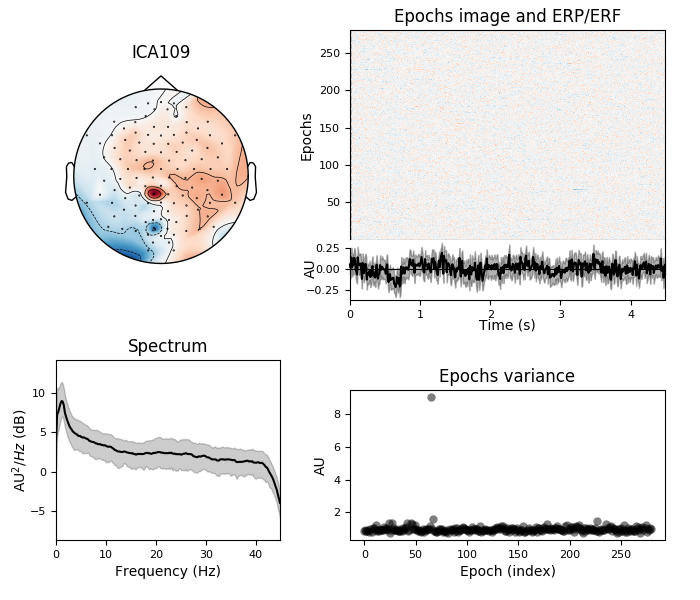 ICA109
Epochs image and ERP/ERF
Epochs
250
200
150
100
50
AU
0.25
0.00
−0.25
0 1 2 3 4
Time (s)
Spectrum
AU²/Hz (dB)
10
5
0
−5
0 10 20 30 40
Frequency (Hz)
Epochs variance
AU
8
6
4
2
0 50 100 150 200 250
Epoch (index)